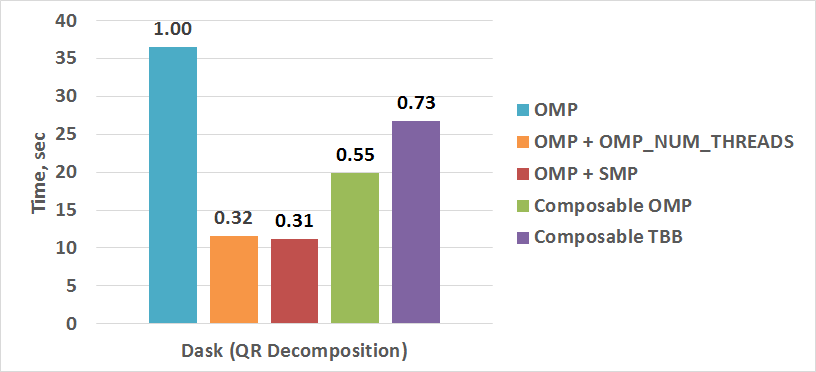 40
35
30
25
20
15
10
5
0
Time, sec
1.00
0.32
0.31
0.55
0.73
Dask (QR Decomposition)
OMP
OMP + OMP_NUM_THREADS
OMP + SMP
Composable OMP
Composable TBB